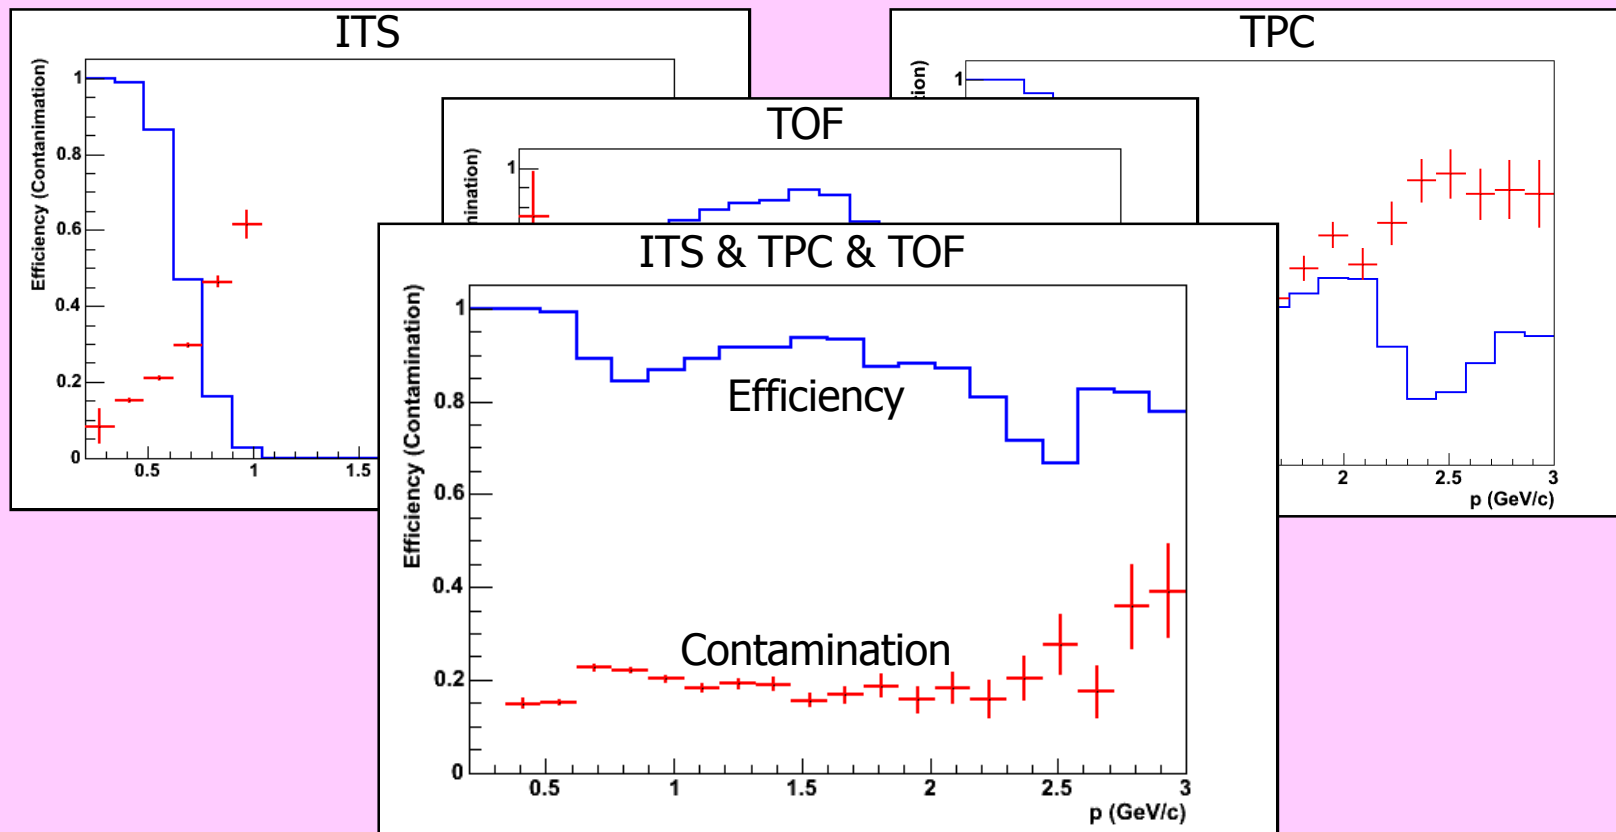 ITS
Efficiency (Contanimation)
1
0.8
0.6
0.4
0.2
0
0.5
1
1.5
TPC
1
2
2.5
3
p (GeV/c)
TOF
1
ITS & TPC & TOF
Efficiency (Contamination)
1
0.8
0.6
0.4
0.2
0
Efficiency
Contamination
0.5
1
1.5
2
2.5
3
p (GeV/c)